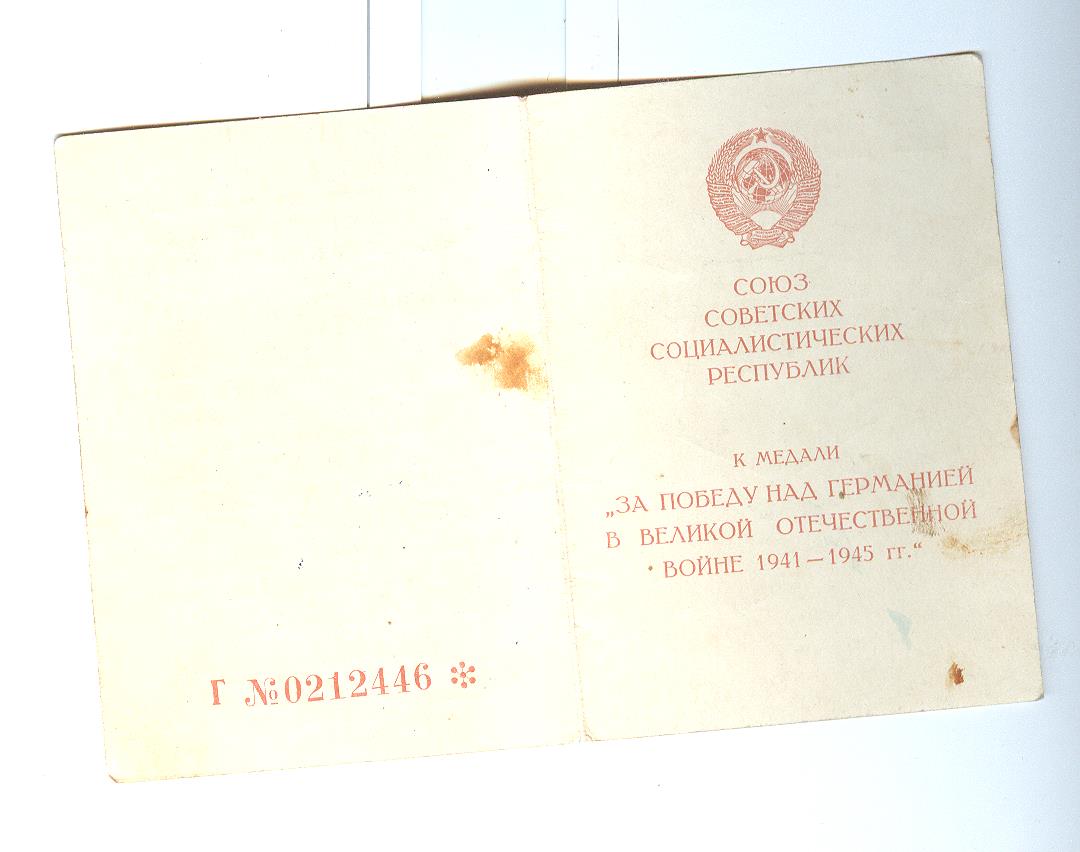 Г №0212446
СОЮЗ
СОВЕТСКИХ
СОЦИАЛИСТИЧЕСКИХ
РЕСПУБЛИК
К МЕДАЛИ
„ЗА ПОБЕДУ НАД ГЕРМАНИЕЙ
В ВЕЛИКОЙ ОТЕЧЕСТВЕННОЙ
ВОЙНЕ 1941—1945 гг.“